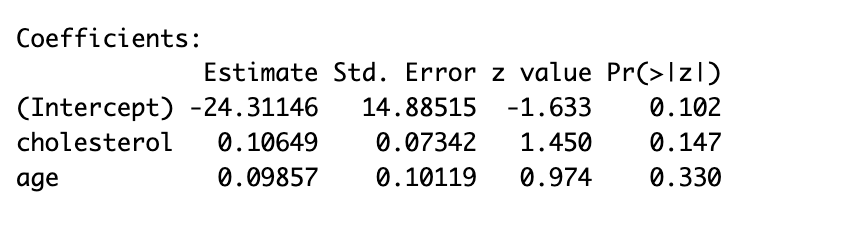 Coefficients:
Estimate Std. Error z value Pr(>|z|)
(Intercept) -24.31146 14.88515 -1.633 0.102
cholesterol 0.10649 0.07342 1.450 0.147
age 0.09857 0.10119 0.974 0.330